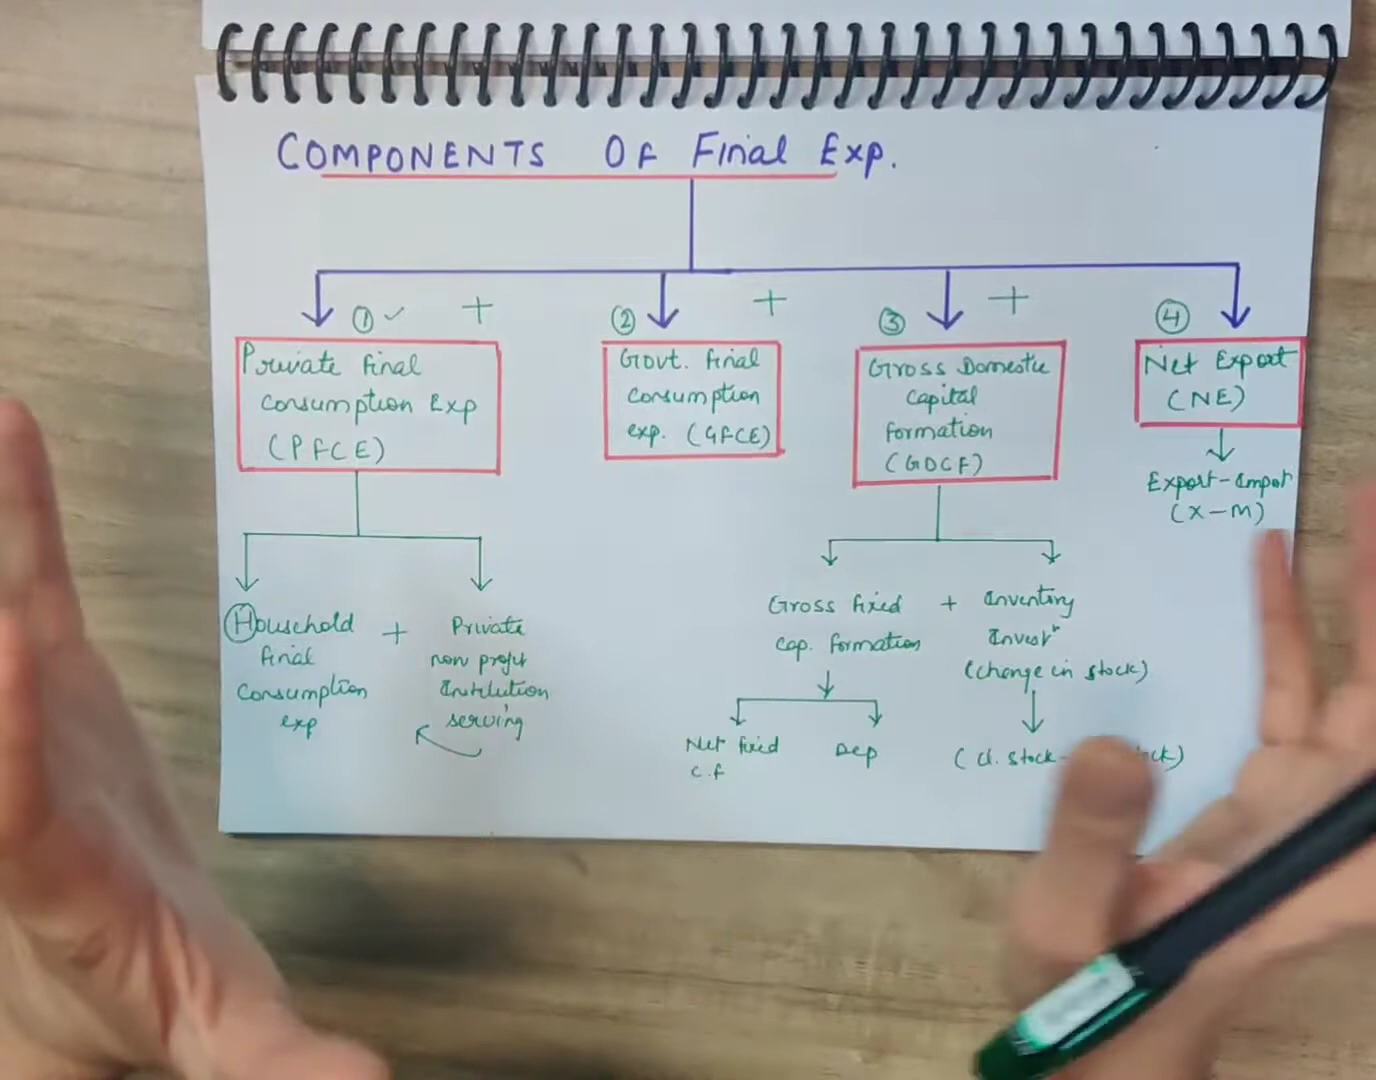 COMPONENTS OF Final Exp.
① ✓ +
② +
③ +
④
Private final
consumption Exp
(PFCE)
Govt. final
consumption
exp. (GFCE)
Gross Domestic
capital
formation
(GDCF)
Net Export
(NE)
Export-Import
(X-M)
Household
final
consumption
exp
+
Private
non profit
Institution
serving
Gross fixed
cap. formation
+
Inventory
Invest^n
(change in stock)
Net fixed
C.F
Dep
(cl. stock-